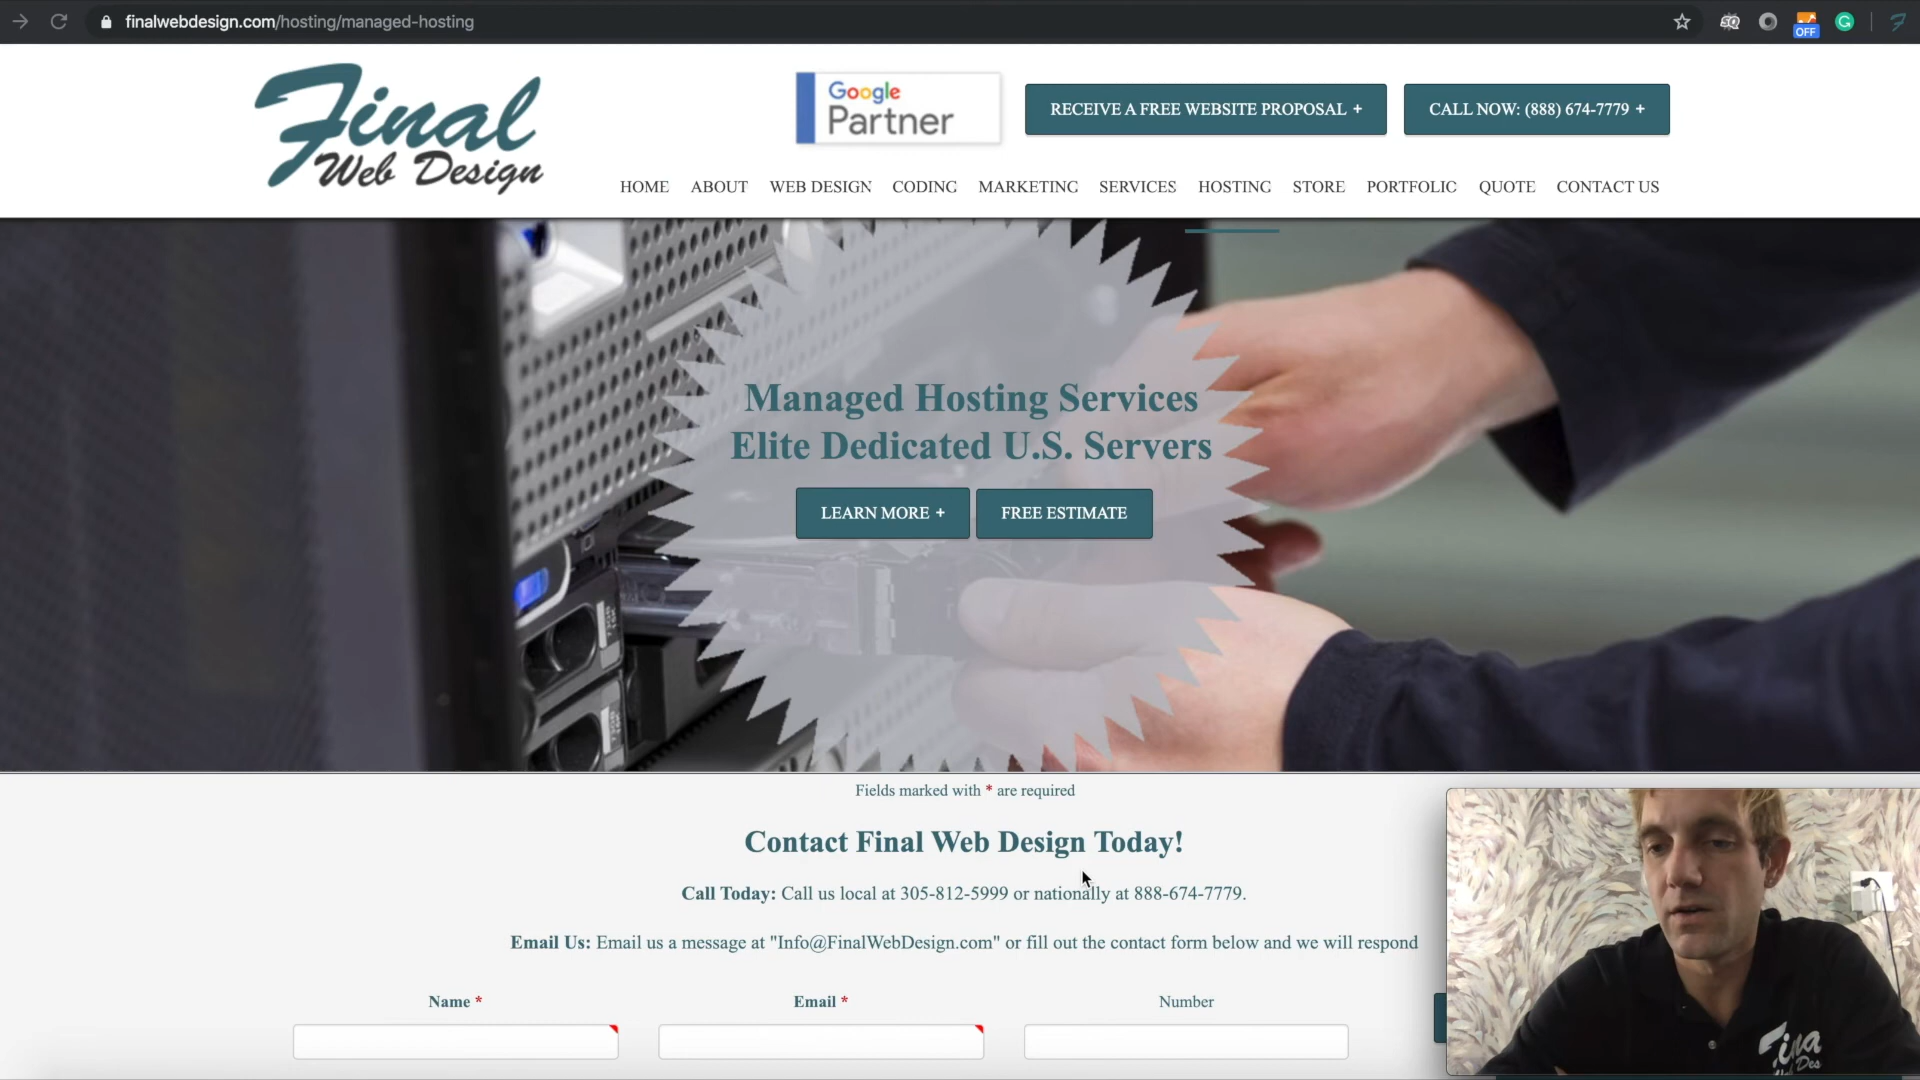 finalwebdesign.com/hosting/managed-hosting
SQ
OFF
G
Final
Web Design
Google
Partner
RECEIVE A FREE WEBSITE PROPOSAL +
CALL NOW: (888) 674-7779 +
HOME ABOUT WEB DESIGN CODING MARKETING SERVICES HOSTING STORE PORTFOLIO QUOTE CONTACT US
Managed Hosting Services
Elite Dedicated U.S. Servers
LEARN MORE +
FREE ESTIMATE
Fields marked with * are required
Contact Final Web Design Today!
Call Today: Call us local at 305-812-5999 or nationally at 888-674-7779.
Email Us: Email us a message at "Info@FinalWebDesign.com" or fill out the contact form below and we will respond
Name *
Email *
Number